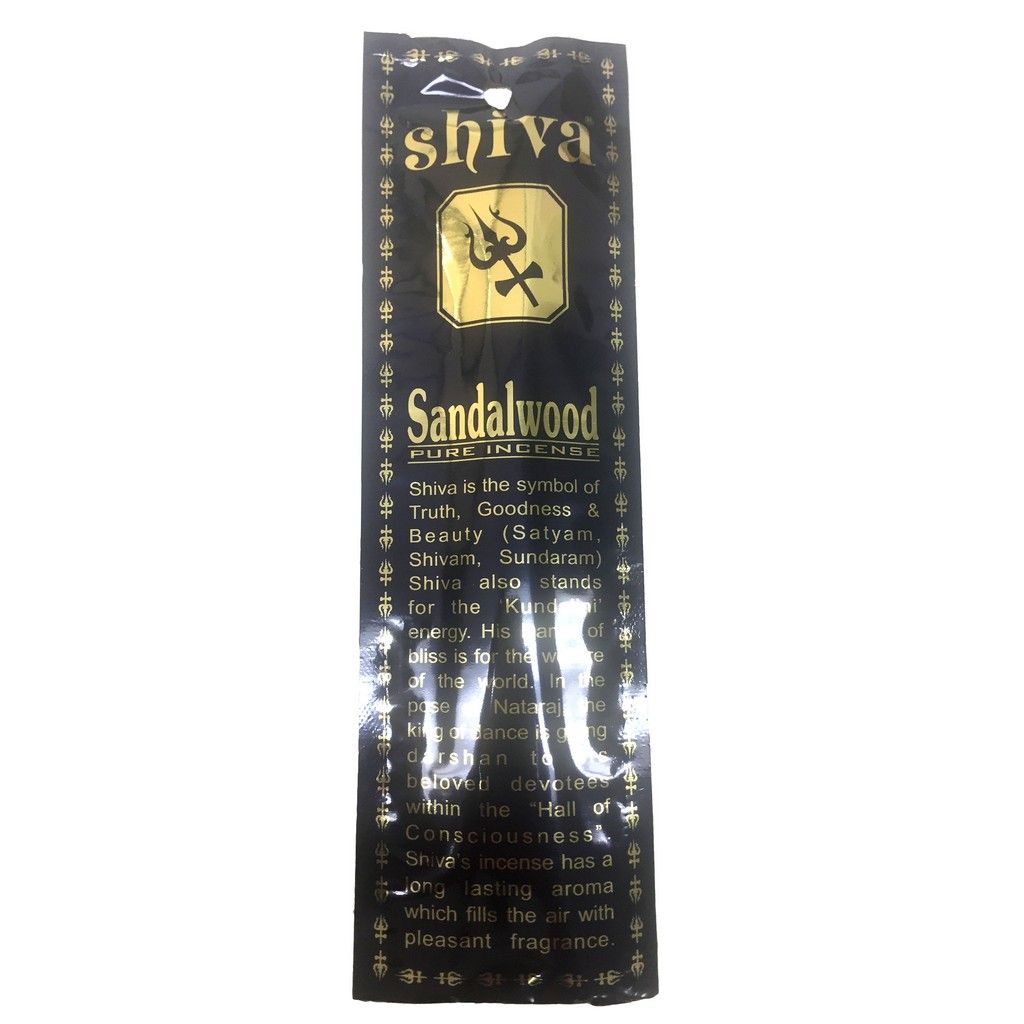 shiva®
Sandalwood
PURE INCENSE
Shiva is the symbol of
Truth, Goodness &
Beauty (Satyam,
Shivam, Sundaram)
Shiva also stands
for the 'Kundalini'
energy. His of
bliss is for the welfare
of the world. In the
pose Nataraj, the
king of dance is giving
darshan to
beloved devotees
within the "Hall of
Consciousness".
Shiva's incense has a
long lasting aroma
which fills the air with
pleasant fragrance.